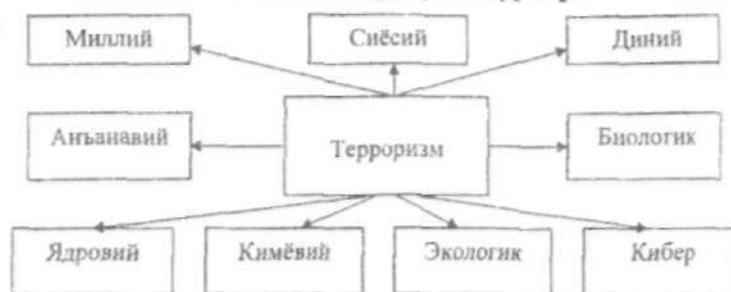 Миллий Сиёсий Диний
Анъанавий Терроризм Биологик
Ядровий Кимёвий Экологик Кибер